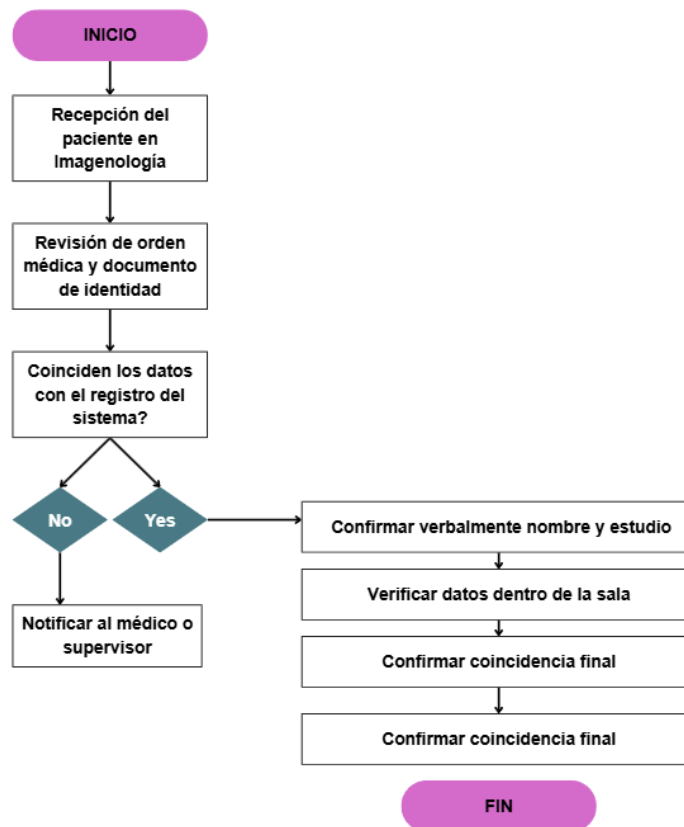 INICIO
Recepción del
paciente en
Imagenología
Revisión de orden
médica y documento
de identidad
Coinciden los datos
con el registro del
sistema?
No
Yes
Notificar al médico o
supervisor
Confirmar verbalmente nombre y estudio
Verificar datos dentro de la sala
Confirmar coincidencia final
Confirmar coincidencia final
FIN